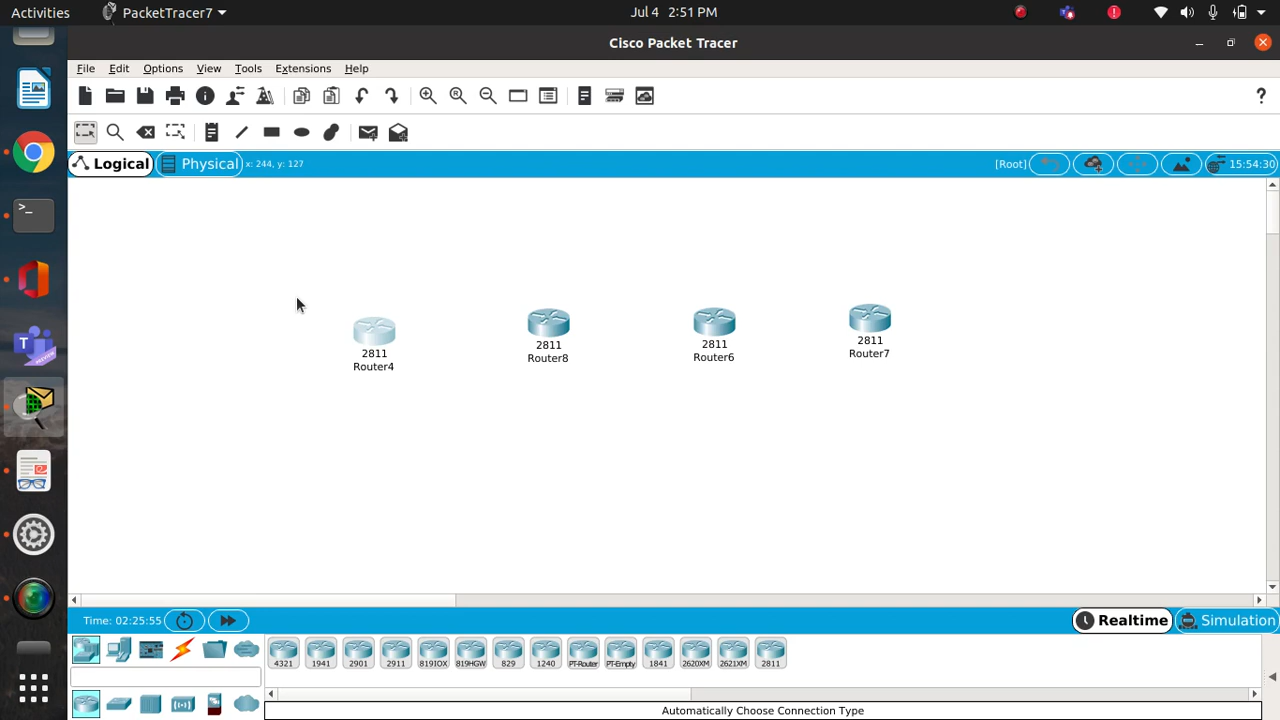 Activities PacketTracer7 Jul 4 2:51 PM
Cisco Packet Tracer
File Edit Options View Tools Extensions Help
?
Logical Physical x: 244, y: 127 [Root] 15:54:30
2811
Router4
2811
Router8
2811
Router6
2811
Router7
Time: 02:25:55 Realtime Simulation
4321 1941 2901 2911 819IOX 819HGW 829 1240 PT-Router PT-Empty 1841 2620XM 2621XM 2811
Automatically Choose Connection Type